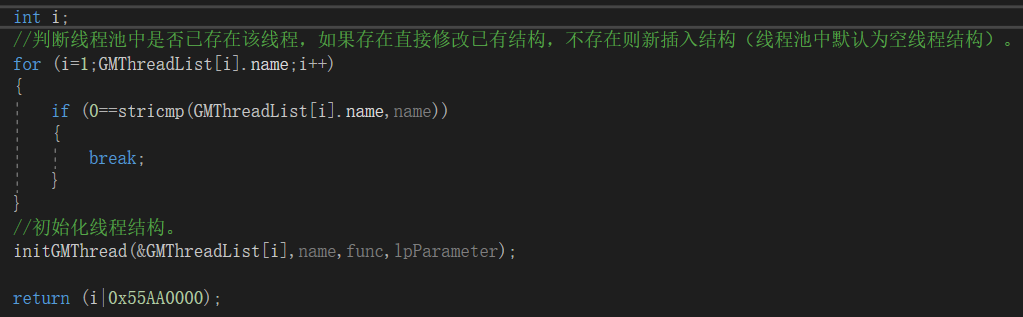 int i;
//判断线程池中是否已存在该线程，如果存在直接修改已有结构，不存在则新插入结构（线程池中默认为空线程结构）。
for (i=1;GMThreadList[i].name;i++)
{
if (0==stricmp(GMThreadList[i].name,name))
{
break;
}
}
//初始化线程结构。
initGMThread(&GMThreadList[i],name,func,lpParameter);
return (i|0x55AA0000);